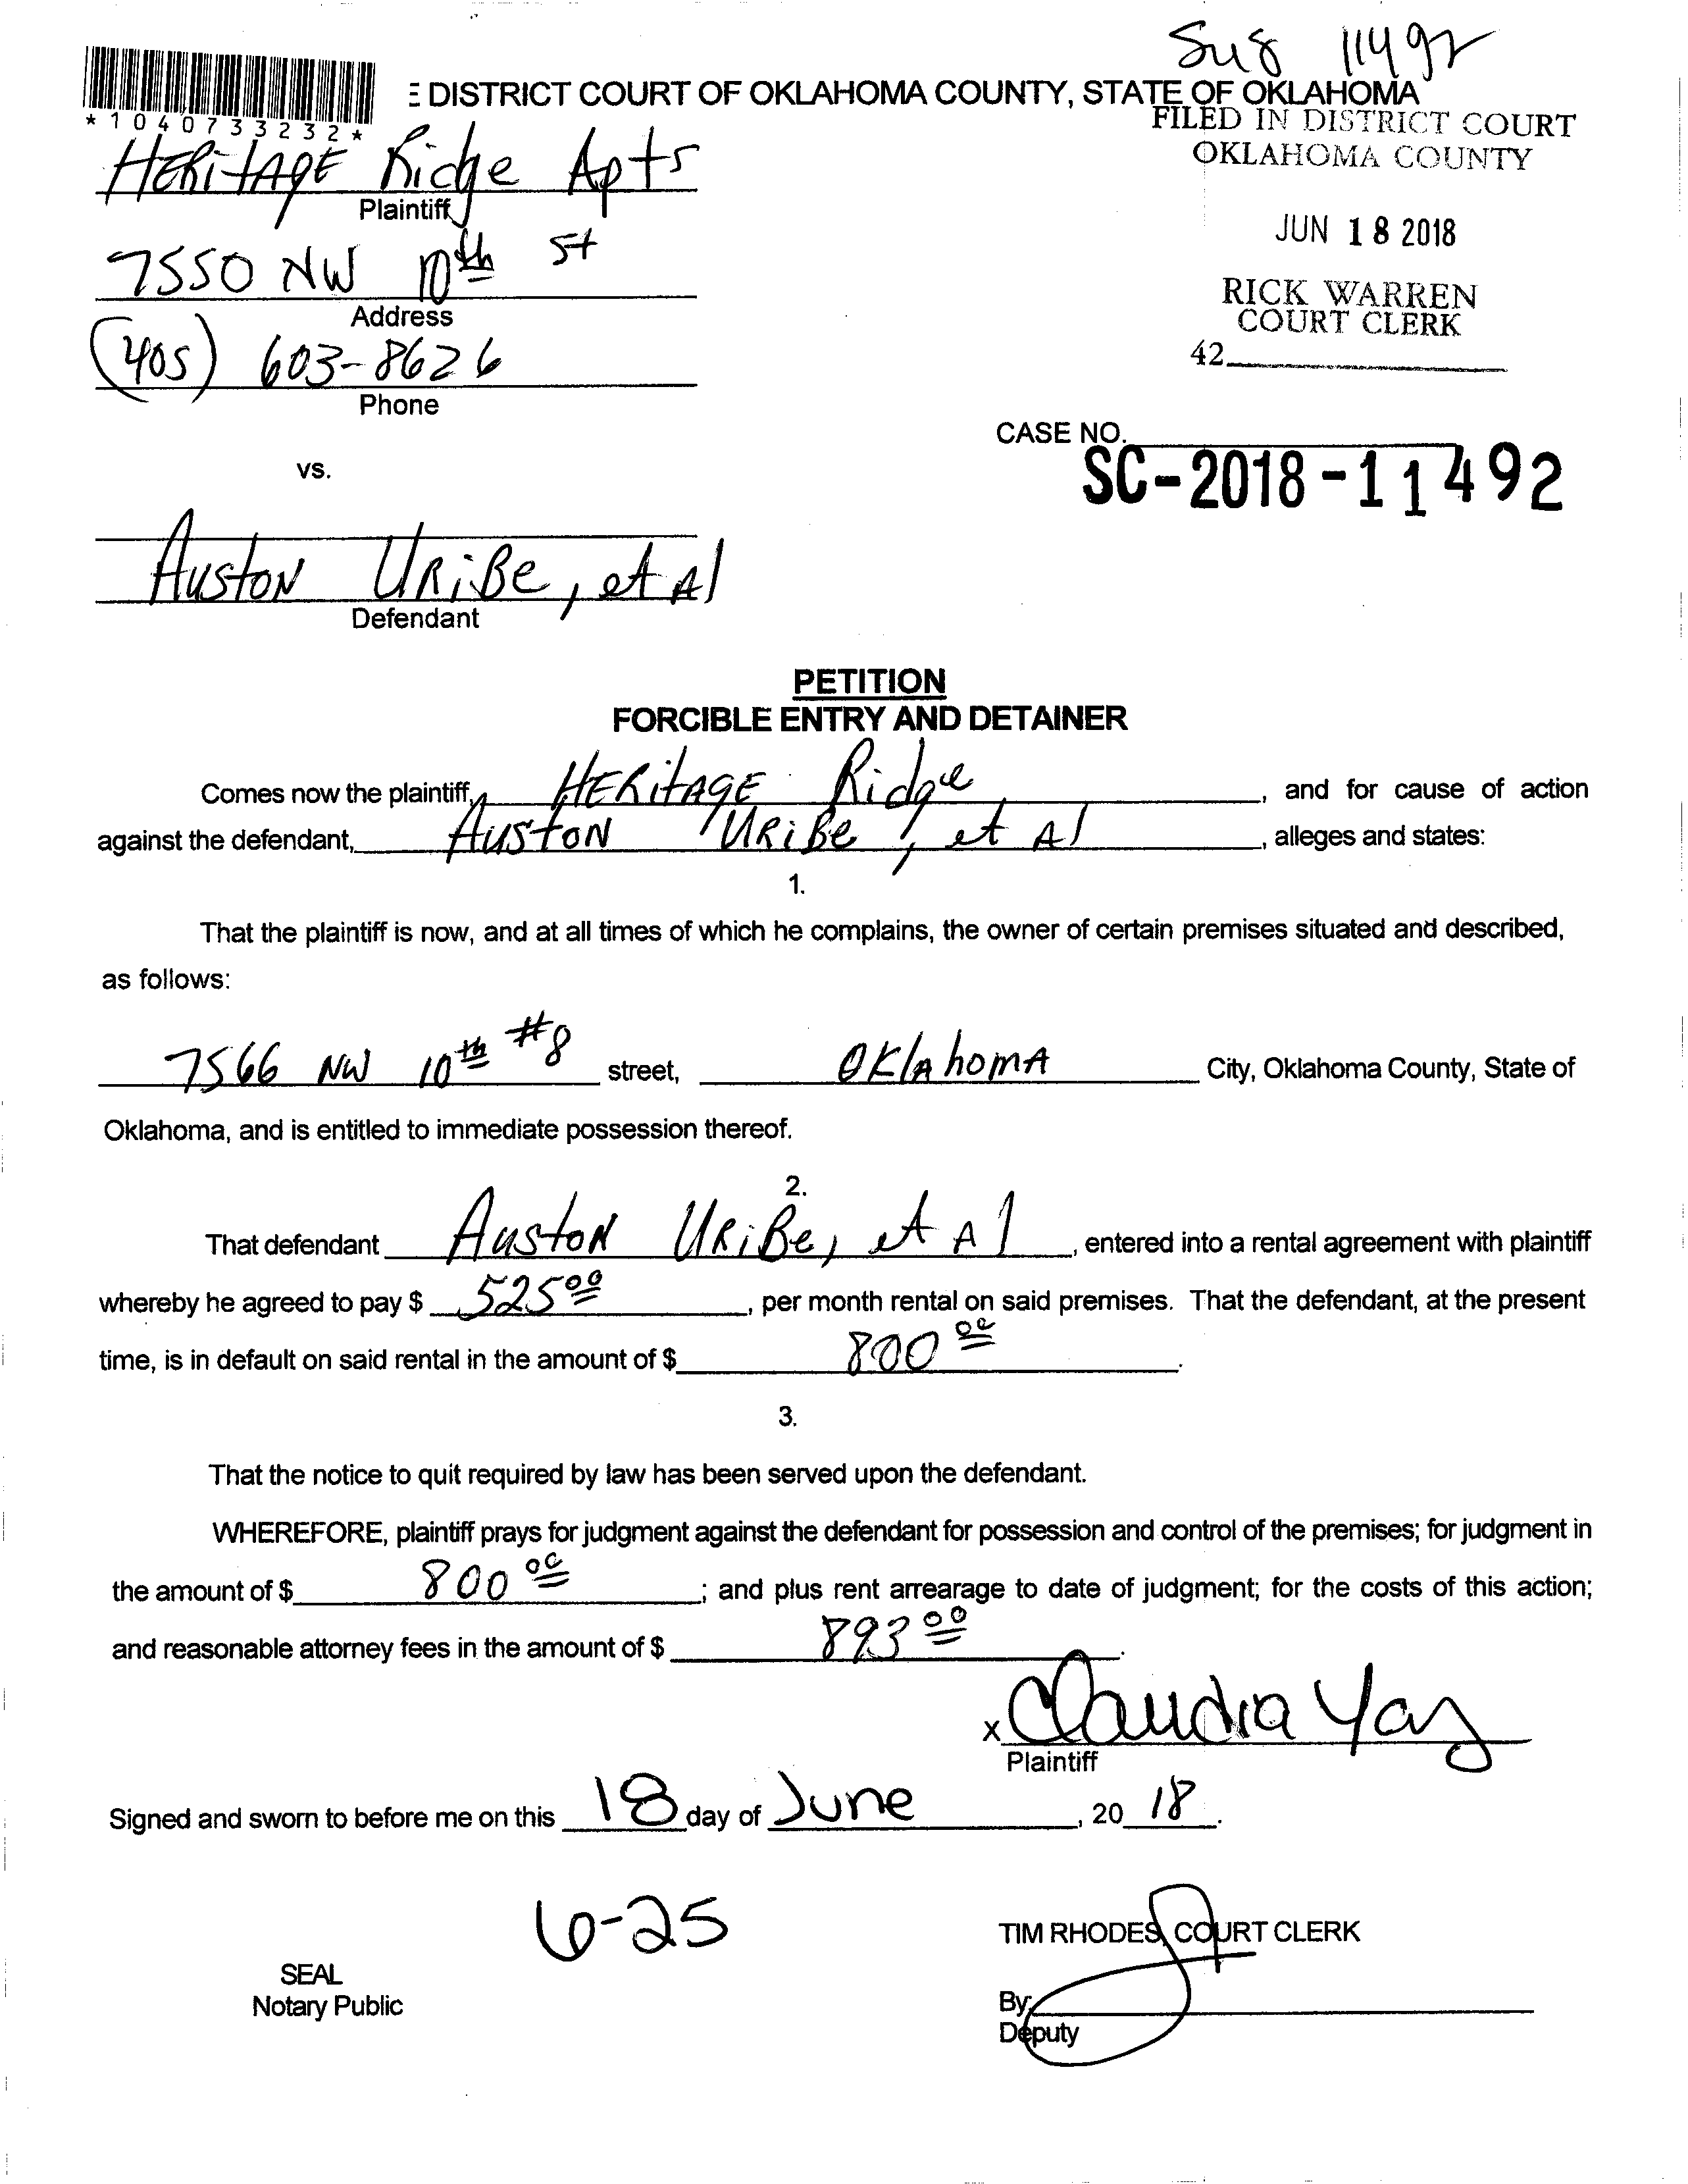 Su8 11492
DISTRICT COURT OF OKLAHOMA COUNTY, STATE OF OKLAHOMA
*1040733232*
FILED IN DISTRICT COURT
OKLAHOMA COUNTY
HERitAGE Ridge Apts
Plaintiff
JUN 18 2018
7550 NW 10th St
Address
RICK WARREN
COURT CLERK
42
(405) 603-8626
Phone
CASE NO.
SC-2018-11492
vs.
AustoN URiBe, et Al
Defendant
PETITION
FORCIBLE ENTRY AND DETAINER
Comes now the plaintiff, HERitAGE Ridge, and for cause of action
against the defendant, AustoN URiBe, et Al, alleges and states:
1.
That the plaintiff is now, and at all times of which he complains, the owner of certain premises situated and described,
as follows:
7566 NW 10th #8 street, OKlAhomA City, Oklahoma County, State of
Oklahoma, and is entitled to immediate possession thereof.
2.
That defendant AustoN URiBe, et Al, entered into a rental agreement with plaintiff
whereby he agreed to pay $ 525 00, per month rental on said premises. That the defendant, at the present
time, is in default on said rental in the amount of $ 800 00.
3.
That the notice to quit required by law has been served upon the defendant.
WHEREFORE, plaintiff prays for judgment against the defendant for possession and control of the premises; for judgment in
the amount of $ 800 00; and plus rent arrearage to date of judgment; for the costs of this action;
and reasonable attorney fees in the amount of $ 893 00.
x Claudia
Plaintiff
Signed and sworn to before me on this 18 day of June, 20 18.
6-25
TIM RHODES, COURT CLERK
SEAL
Notary Public
By:
Deputy